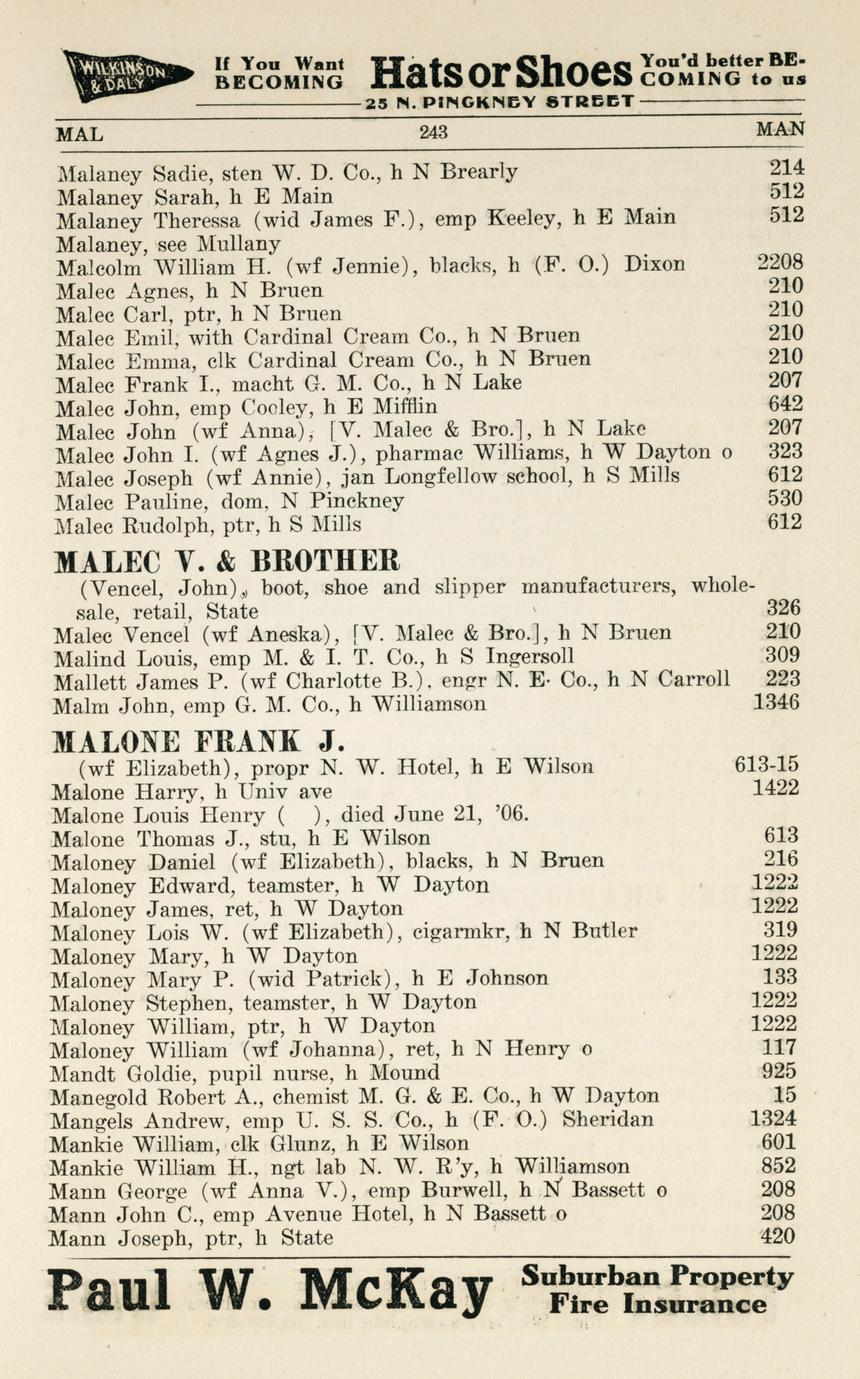 WILKINSON & DALY
If You Want BECOMING Hats or Shoes You'd better BE-COMING to us
25 N. PINCKNEY STREET
MAL 243 MAN
Malaney Sadie, sten W. D. Co., h N Brearly 214
Malaney Sarah, h E Main 512
Malaney Theressa (wid James F.), emp Keeley, h E Main 512
Malaney, see Mullany
Malcolm William H. (wf Jennie), blacks, h (F. O.) Dixon 2208
Malec Agnes, h N Bruen 210
Malec Carl, ptr, h N Bruen 210
Malec Emil, with Cardinal Cream Co., h N Bruen 210
Malec Emma, clk Cardinal Cream Co., h N Bruen 210
Malec Frank I., macht G. M. Co., h N Lake 207
Malec John, emp Cooley, h E Mifflin 642
Malec John (wf Anna), [V. Malec & Bro.], h N Lake 207
Malec John I. (wf Agnes J.), pharmac Williams, h W Dayton o 323
Malec Joseph (wf Annie), jan Longfellow school, h S Mills 612
Malec Pauline, dom, N Pinckney 530
Malec Rudolph, ptr, h S Mills 612
MALEC V. & BROTHER
(Vencel, John), boot, shoe and slipper manufacturers, whole-
sale, retail, State 326
Malec Vencel (wf Aneska), [V. Malec & Bro.], h N Bruen 210
Malind Louis, emp M. & I. T. Co., h S Ingersoll 309
Mallett James P. (wf Charlotte B.), engr N. E. Co., h N Carroll 223
Malm John, emp G. M. Co., h Williamson 1346
MALONE FRANK J.
(wf Elizabeth), propr N. W. Hotel, h E Wilson 613-15
Malone Harry, h Univ ave 1422
Malone Louis Henry ( ), died June 21, '06.
Malone Thomas J., stu, h E Wilson 613
Maloney Daniel (wf Elizabeth), blacks, h N Bruen 216
Maloney Edward, teamster, h W Dayton 1222
Maloney James, ret, h W Dayton 1222
Maloney Lois W. (wf Elizabeth), cigarmkr, h N Butler 319
Maloney Mary, h W Dayton 1222
Maloney Mary P. (wid Patrick), h E Johnson 133
Maloney Stephen, teamster, h W Dayton 1222
Maloney William, ptr, h W Dayton 1222
Maloney William (wf Johanna), ret, h N Henry o 117
Mandt Goldie, pupil nurse, h Mound 925
Manegold Robert A., chemist M. G. & E. Co., h W Dayton 15
Mangels Andrew, emp U. S. S. Co., h (F. O.) Sheridan 1324
Mankie William, clk Glunz, h E Wilson 601
Mankie William H., ngt lab N. W. R'y, h Williamson 852
Mann George (wf Anna V.), emp Burwell, h N Bassett o 208
Mann John C., emp Avenue Hotel, h N Bassett o 208
Mann Joseph, ptr, h State 420
Paul W. McKay Suburban Property Fire Insurance